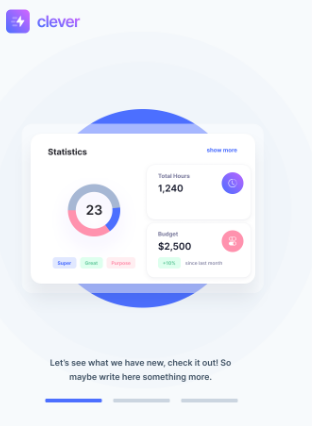 clever
Statistics
show more
Total Hours
1,240
23
Budget
$2,500
Super
Great
Purpose
+10%
since last month
Let's see what we have new, check it out! So
maybe write here something more.